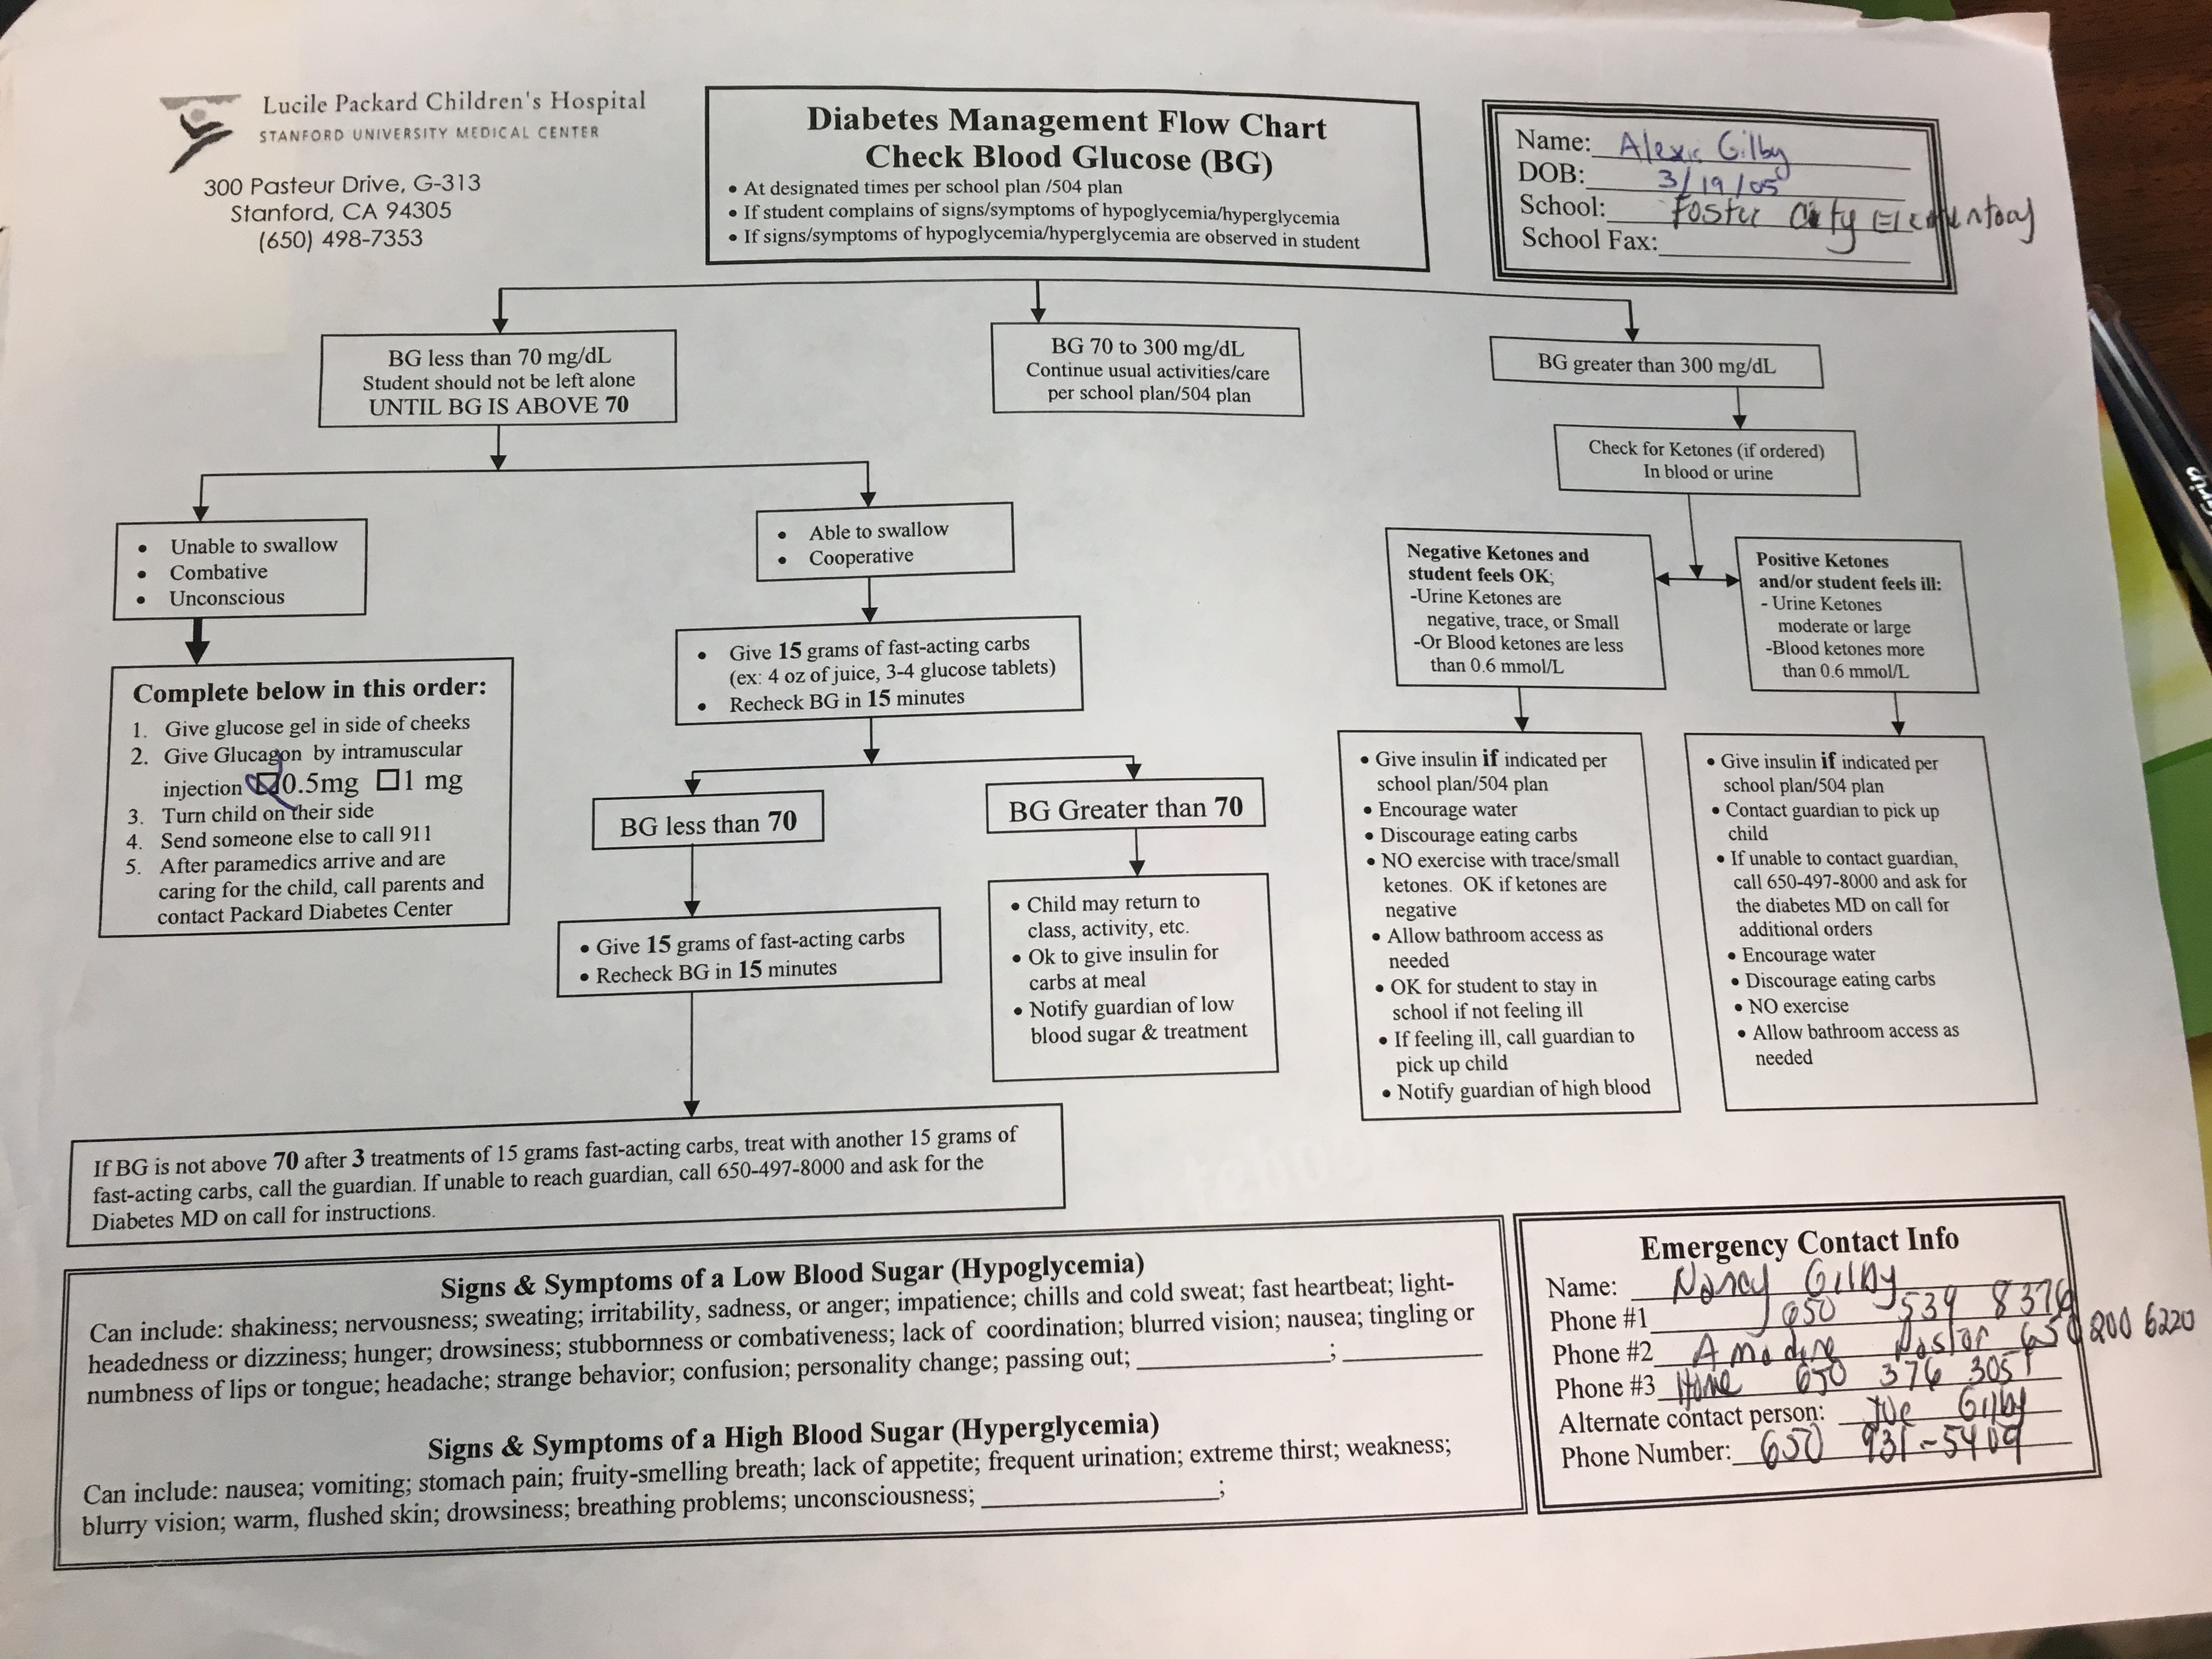 Lucile Packard Children's Hospital
STANFORD UNIVERSITY MEDICAL CENTER
300 Pasteur Drive, G-313
Stanford, CA 94305
(650) 498-7353
Diabetes Management Flow Chart
Check Blood Glucose (BG)
• At designated times per school plan /504 plan
• If student complains of signs/symptoms of hypoglycemia/hyperglycemia
• If signs/symptoms of hypoglycemia/hyperglycemia are observed in student
Name: Alexis Gilby
DOB: 3/19/05
School: Foster City Elementary
School Fax:
BG less than 70 mg/dL
Student should not be left alone
UNTIL BG IS ABOVE 70
BG 70 to 300 mg/dL
Continue usual activities/care
per school plan/504 plan
BG greater than 300 mg/dL
Check for Ketones (if ordered)
In blood or urine
• Unable to swallow
• Combative
• Unconscious
• Able to swallow
• Cooperative
Negative Ketones and
student feels OK;
-Urine Ketones are
negative, trace, or Small
-Or Blood ketones are less
than 0.6 mmol/L
Positive Ketones
and/or student feels ill:
- Urine Ketones
moderate or large
-Blood ketones more
than 0.6 mmol/L
Complete below in this order:
1. Give glucose gel in side of cheeks
2. Give Glucagon by intramuscular
injection ☑0.5mg ☐1 mg
3. Turn child on their side
4. Send someone else to call 911
5. After paramedics arrive and are
caring for the child, call parents and
contact Packard Diabetes Center
• Give 15 grams of fast-acting carbs
(ex: 4 oz of juice, 3-4 glucose tablets)
• Recheck BG in 15 minutes
BG less than 70
BG Greater than 70
• Give 15 grams of fast-acting carbs
• Recheck BG in 15 minutes
• Child may return to
class, activity, etc.
• Ok to give insulin for
carbs at meal
• Notify guardian of low
blood sugar & treatment
• Give insulin if indicated per
school plan/504 plan
• Encourage water
• Discourage eating carbs
• NO exercise with trace/small
ketones. OK if ketones are
negative
• Allow bathroom access as
needed
• OK for student to stay in
school if not feeling ill
• If feeling ill, call guardian to
pick up child
• Notify guardian of high blood
• Give insulin if indicated per
school plan/504 plan
• Contact guardian to pick up
child
• If unable to contact guardian,
call 650-497-8000 and ask for
the diabetes MD on call for
additional orders
• Encourage water
• Discourage eating carbs
• NO exercise
• Allow bathroom access as
needed
If BG is not above 70 after 3 treatments of 15 grams fast-acting carbs, treat with another 15 grams of
fast-acting carbs, call the guardian. If unable to reach guardian, call 650-497-8000 and ask for the
Diabetes MD on call for instructions.
Signs & Symptoms of a Low Blood Sugar (Hypoglycemia)
Can include: shakiness; nervousness; sweating; irritability, sadness, or anger; impatience; chills and cold sweat; fast heartbeat; light-
headedness or dizziness; hunger; drowsiness; stubbornness or combativeness; lack of coordination; blurred vision; nausea; tingling or
numbness of lips or tongue; headache; strange behavior; confusion; personality change; passing out; ;
Signs & Symptoms of a High Blood Sugar (Hyperglycemia)
Can include: nausea; vomiting; stomach pain; fruity-smelling breath; lack of appetite; frequent urination; extreme thirst; weakness;
blurry vision; warm, flushed skin; drowsiness; breathing problems; unconsciousness; ;
Emergency Contact Info
Name: Nancy Gilby
Phone #1 650 539 8376
Phone #2 650 200 6220
Phone #3 Home 650 376 3051
Alternate contact person: Joe Gilby
Phone Number: 650 931-5409